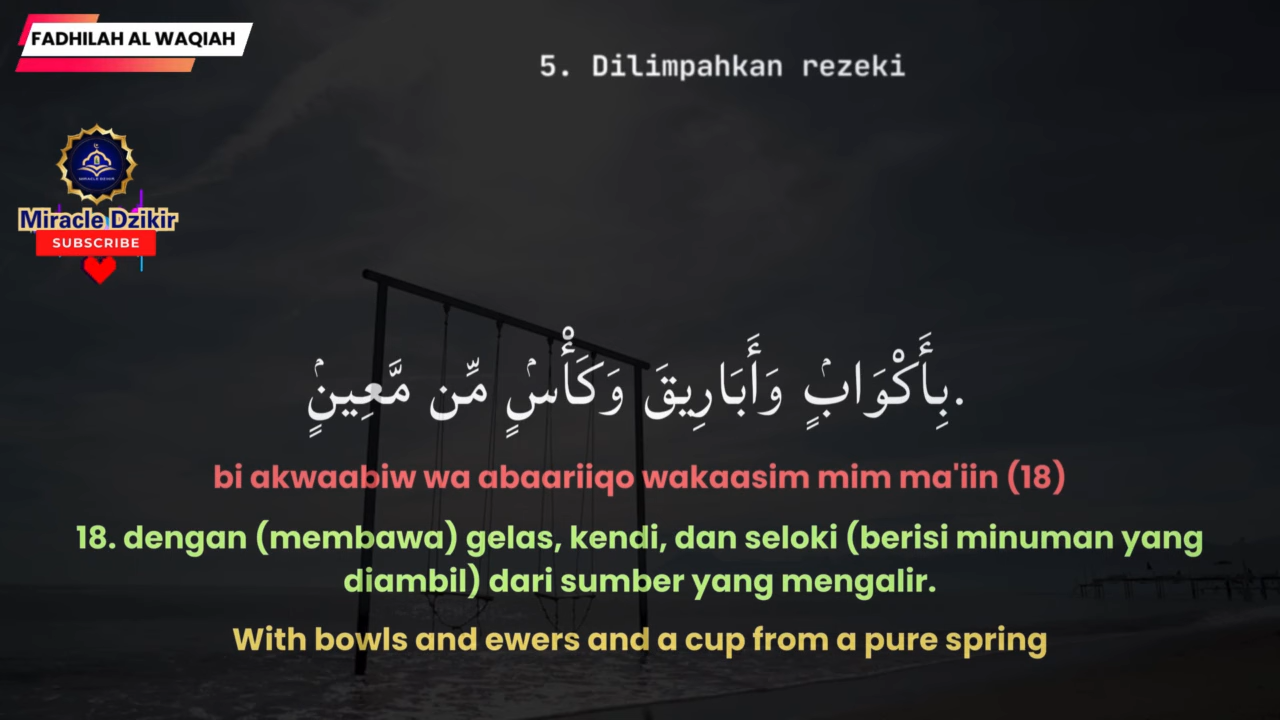 FADHILAH AL WAQIAH
5. Dilimpahkan rezeki
Miracle Dzikir
SUBSCRIBE
بِأَكْوَابٍۢ وَأَبَارِيقَ وَكَأْسٍۢ مِّن مَّعِينٍۢ.
bi akwaabiw wa abaariiqo wakaasim mim ma'iin (18)
18. dengan (membawa) gelas, kendi, dan seloki (berisi minuman yang
diambil) dari sumber yang mengalir.
With bowls and ewers and a cup from a pure spring